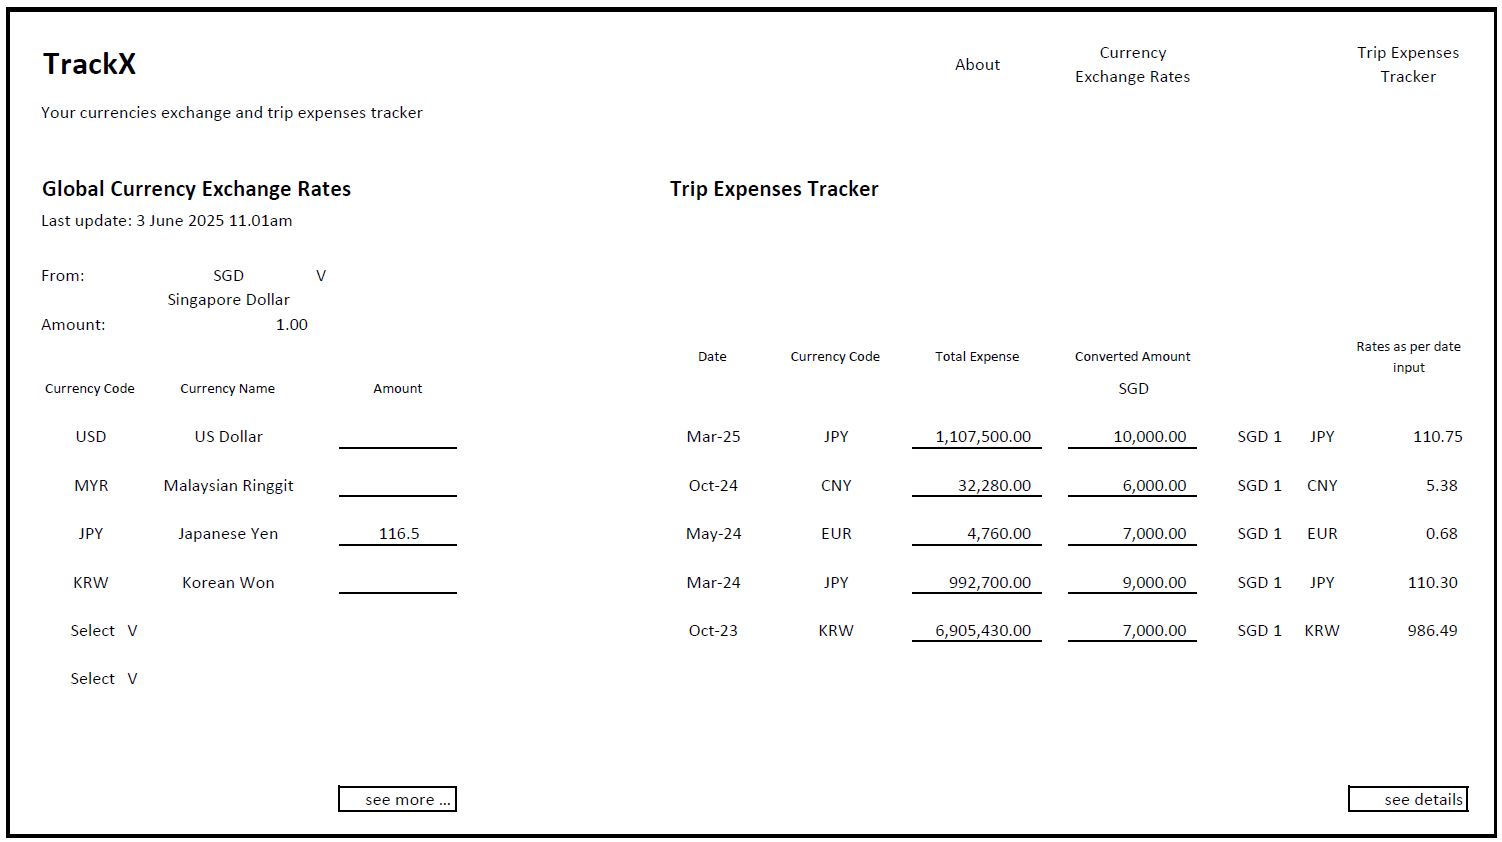 TrackX
About
Currency
Exchange Rates
Trip Expenses
Tracker
Your currencies exchange and trip expenses tracker
Global Currency Exchange Rates
Last update: 3 June 2025 11.01am
From: SGD V
Singapore Dollar
Amount: 1.00
Currency Code Currency Name Amount
USD US Dollar
MYR Malaysian Ringgit
JPY Japanese Yen 116.5
KRW Korean Won
Select V
Select V
see more ...
Trip Expenses Tracker
Date Currency Code Total Expense Converted Amount Rates as per date
input
SGD
Mar-25 JPY 1,107,500.00 10,000.00 SGD 1 JPY 110.75
Oct-24 CNY 32,280.00 6,000.00 SGD 1 CNY 5.38
May-24 EUR 4,760.00 7,000.00 SGD 1 EUR 0.68
Mar-24 JPY 992,700.00 9,000.00 SGD 1 JPY 110.30
Oct-23 KRW 6,905,430.00 7,000.00 SGD 1 KRW 986.49
see details